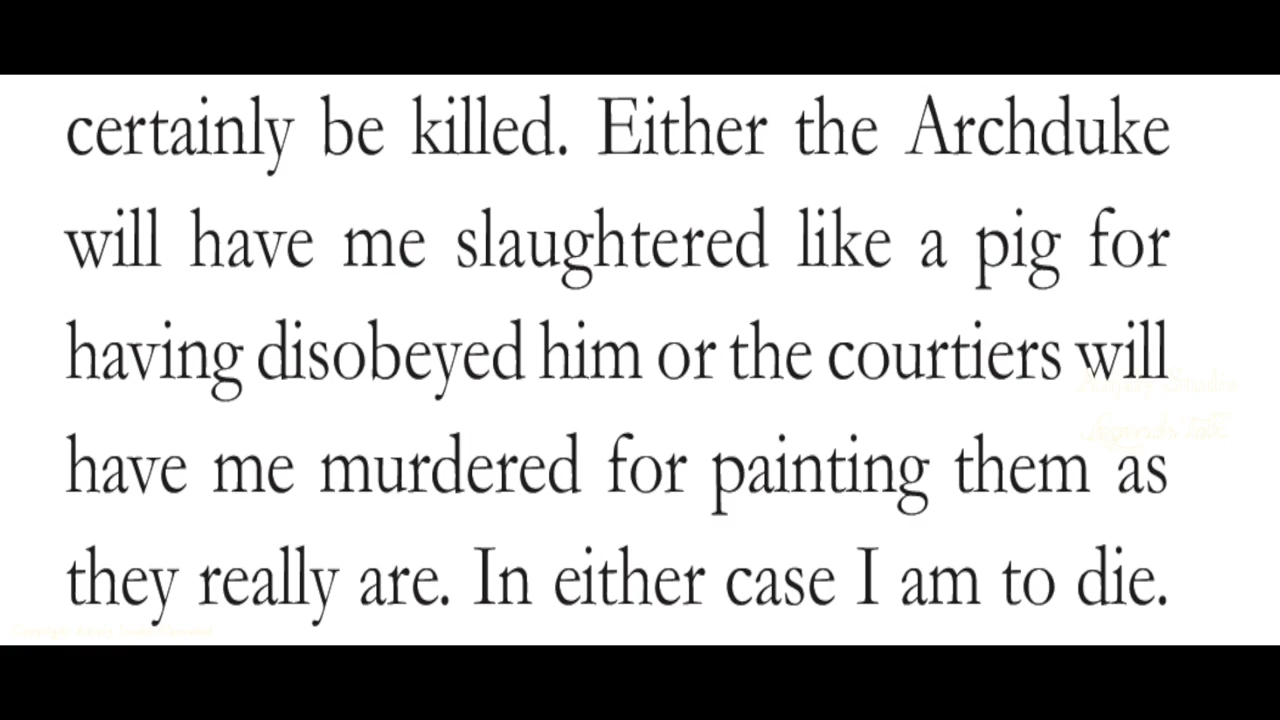 certainly be killed. Either the Archduke
will have me slaughtered like a pig for
having disobeyed him or the courtiers will
have me murdered for painting them as
they really are. In either case I am to die.